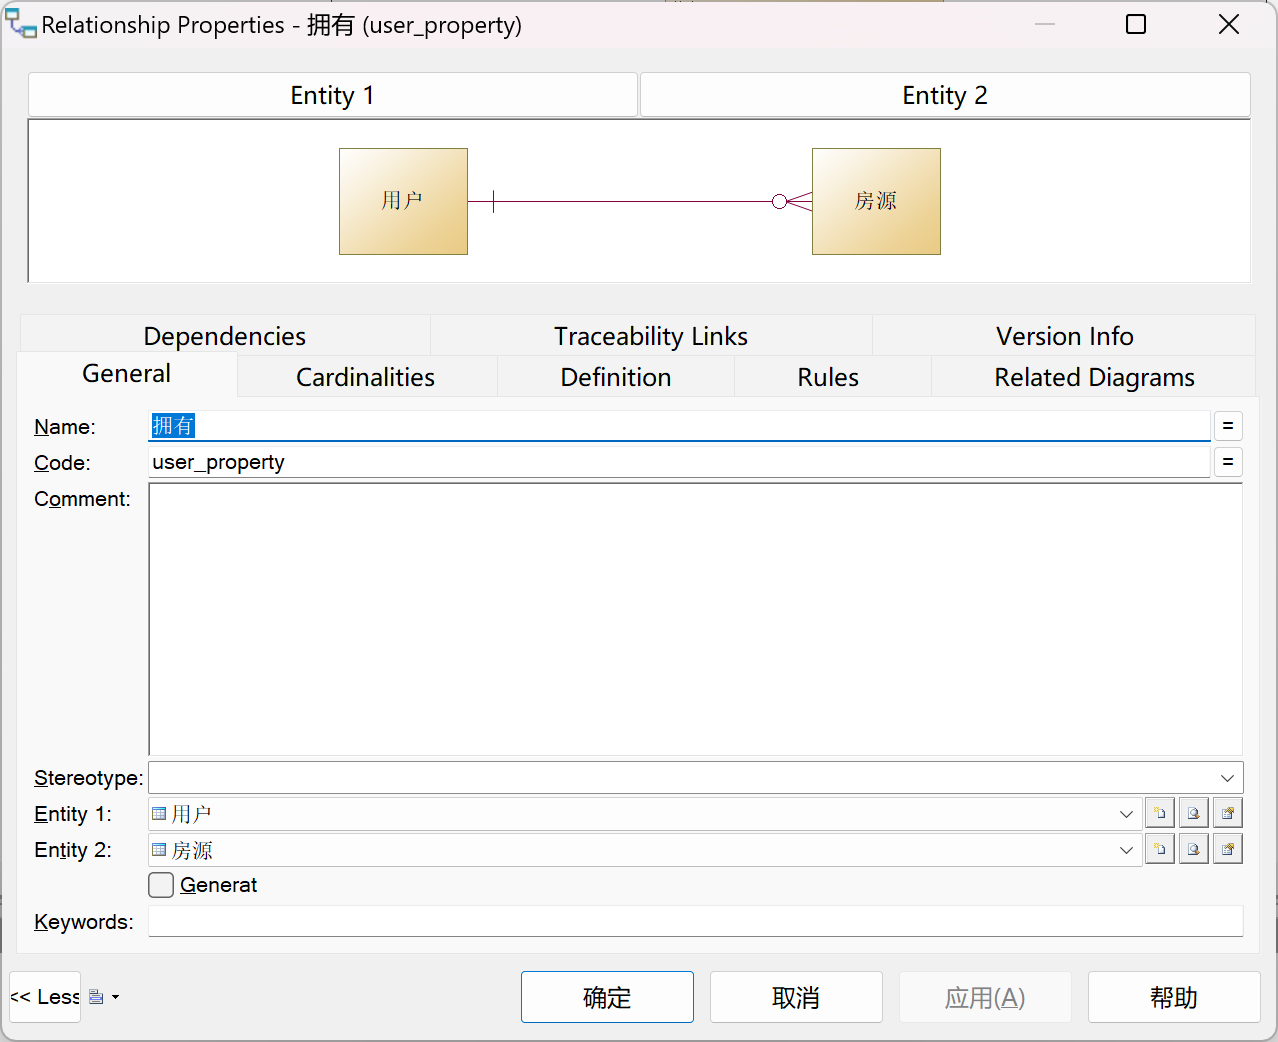 Relationship Properties - 拥有 (user_property)
Entity 1
Entity 2
用户
房源
Dependencies
Traceability Links
Version Info
General
Cardinalities
Definition
Rules
Related Diagrams
Name:
拥有
=
Code:
user_property
=
Comment:
Stereotype:
Entity 1:
用户
Entity 2:
房源
Generat
Keywords:
<< Less
确定
取消
应用(A)
帮助